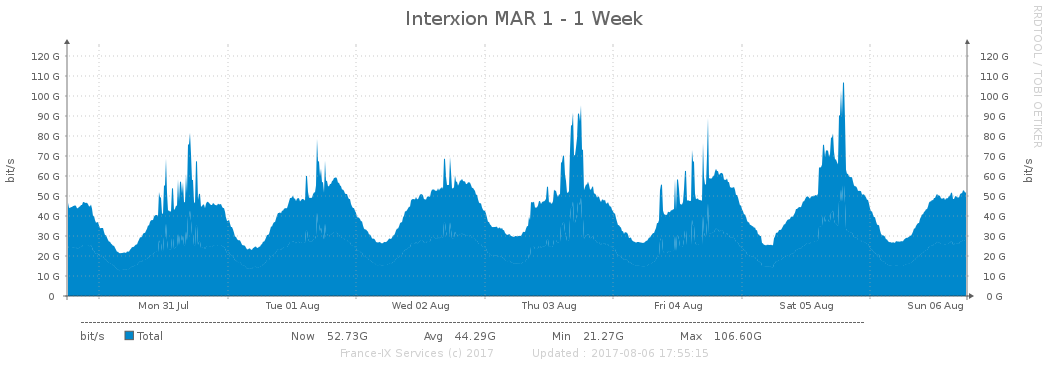 Interxion MAR 1 - 1 Week
RRDTOOL / TOBI OETIKER
bit/s
120 G 120 G
110 G 110 G
100 G 100 G
90 G 90 G
80 G 80 G
70 G 70 G
60 G 60 G
50 G 50 G
40 G 40 G
30 G 30 G
20 G 20 G
10 G 10 G
0 0 G
bit/s
Mon 31 Jul Tue 01 Aug Wed 02 Aug Thu 03 Aug Fri 04 Aug Sat 05 Aug Sun 06 Aug
bit/s Total Now 52.73G Avg 44.29G Min 21.27G Max 106.60G
France-IX Services (c) 2017 Updated : 2017-08-06 17:55:15